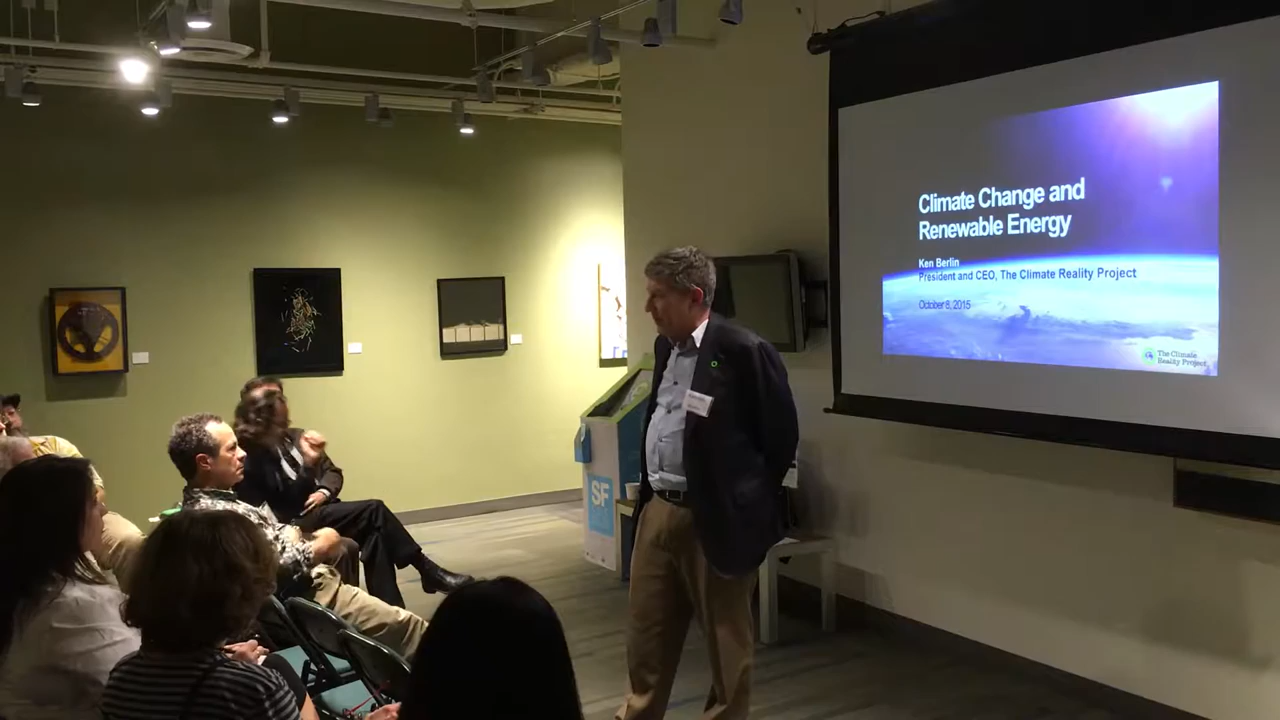 Climate Change and
Renewable Energy
Ken Berlin
President and CEO, The Climate Reality Project
October 8, 2015
The Climate
Reality Project
SF